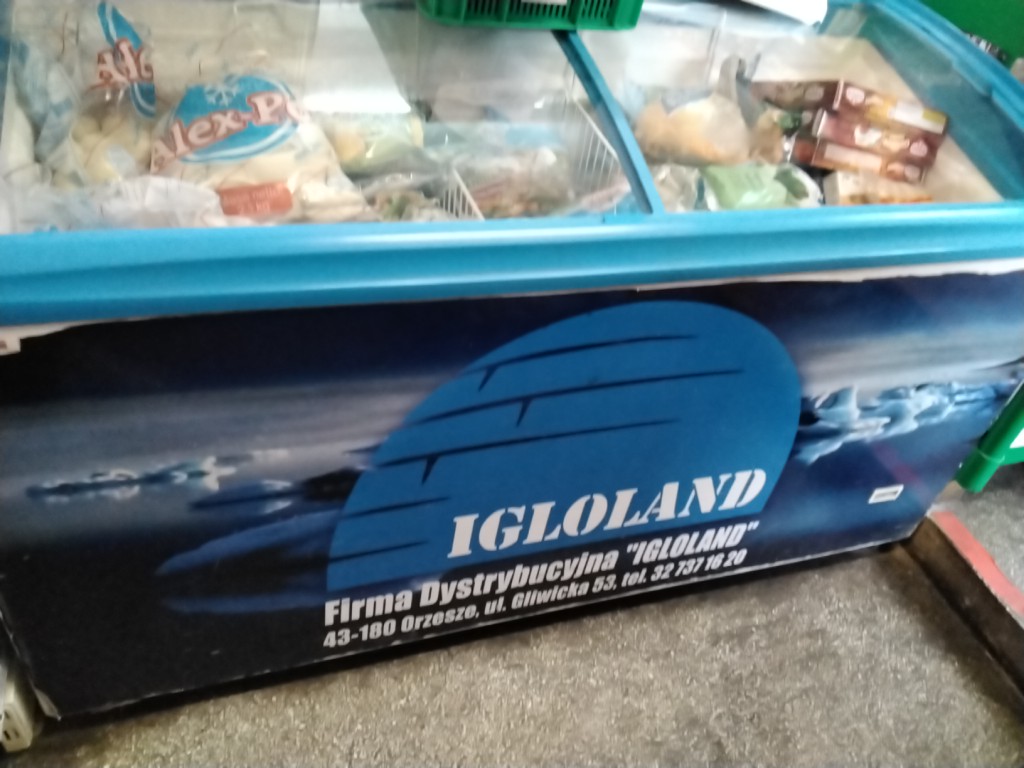 IGLOLAND
Firma Dystrybucyjna "IGLOLAND"
43-180 Orzesze, ul. Gliwicka 53, tel. 32 737 16 20